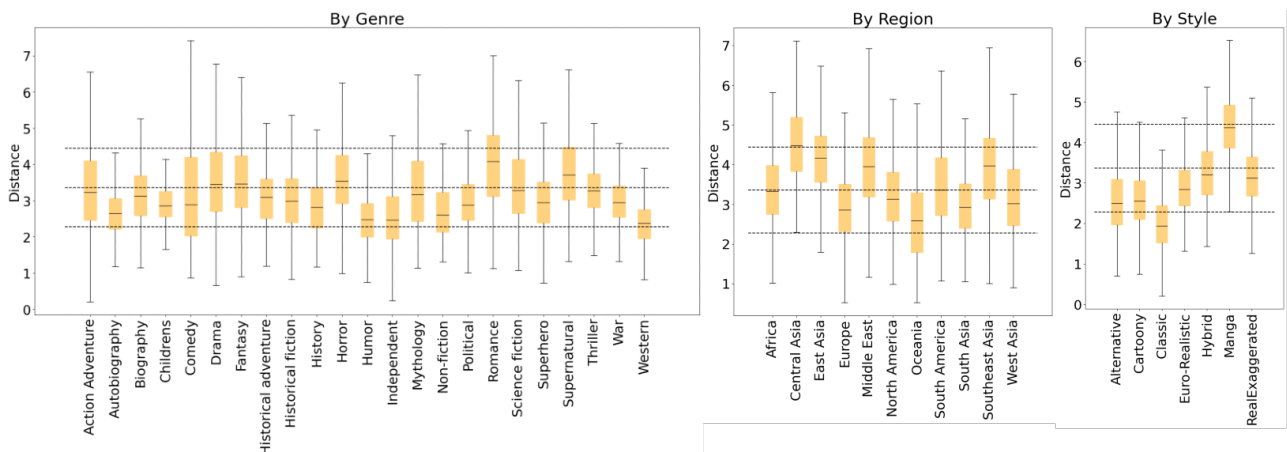 By Genre
Distance
7
6
5
4
3
2
1
0
Action Adventure
Autobiography
Biography
Childrens
Comedy
Drama
Fantasy
Historical adventure
Historical fiction
History
Horror
Humor
Independent
Mythology
Non-fiction
Political
Romance
Science fiction
Superhero
Supernatural
Thriller
War
Western
By Region
Distance
7
6
5
4
3
2
1
Africa
Central Asia
East Asia
Europe
Middle East
North America
Oceania
South America
South Asia
Southeast Asia
West Asia
By Style
Distance
6
5
4
3
2
1
0
Alternative
Cartoony
Classic
Euro-Realistic
Hybrid
Manga
RealExaggerated